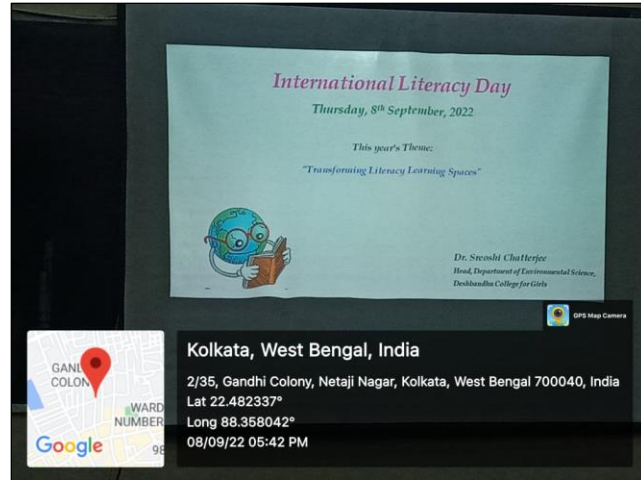 International Literacy Day
Thursday, 8th September, 2022
This year's Theme:
"Transforming Literacy Learning Spaces"
Dr. Sreoshi Chatterjee
Head, Department of Environmental Science,
Deshbandhu College for Girls
GPS Map Camera
Kolkata, West Bengal, India
2/35, Gandhi Colony, Netaji Nagar, Kolkata, West Bengal 700040, India
Lat 22.482337°
Long 88.358042°
08/09/22 05:42 PM
GAN
COLON
WARD
NUMBER
98
Google